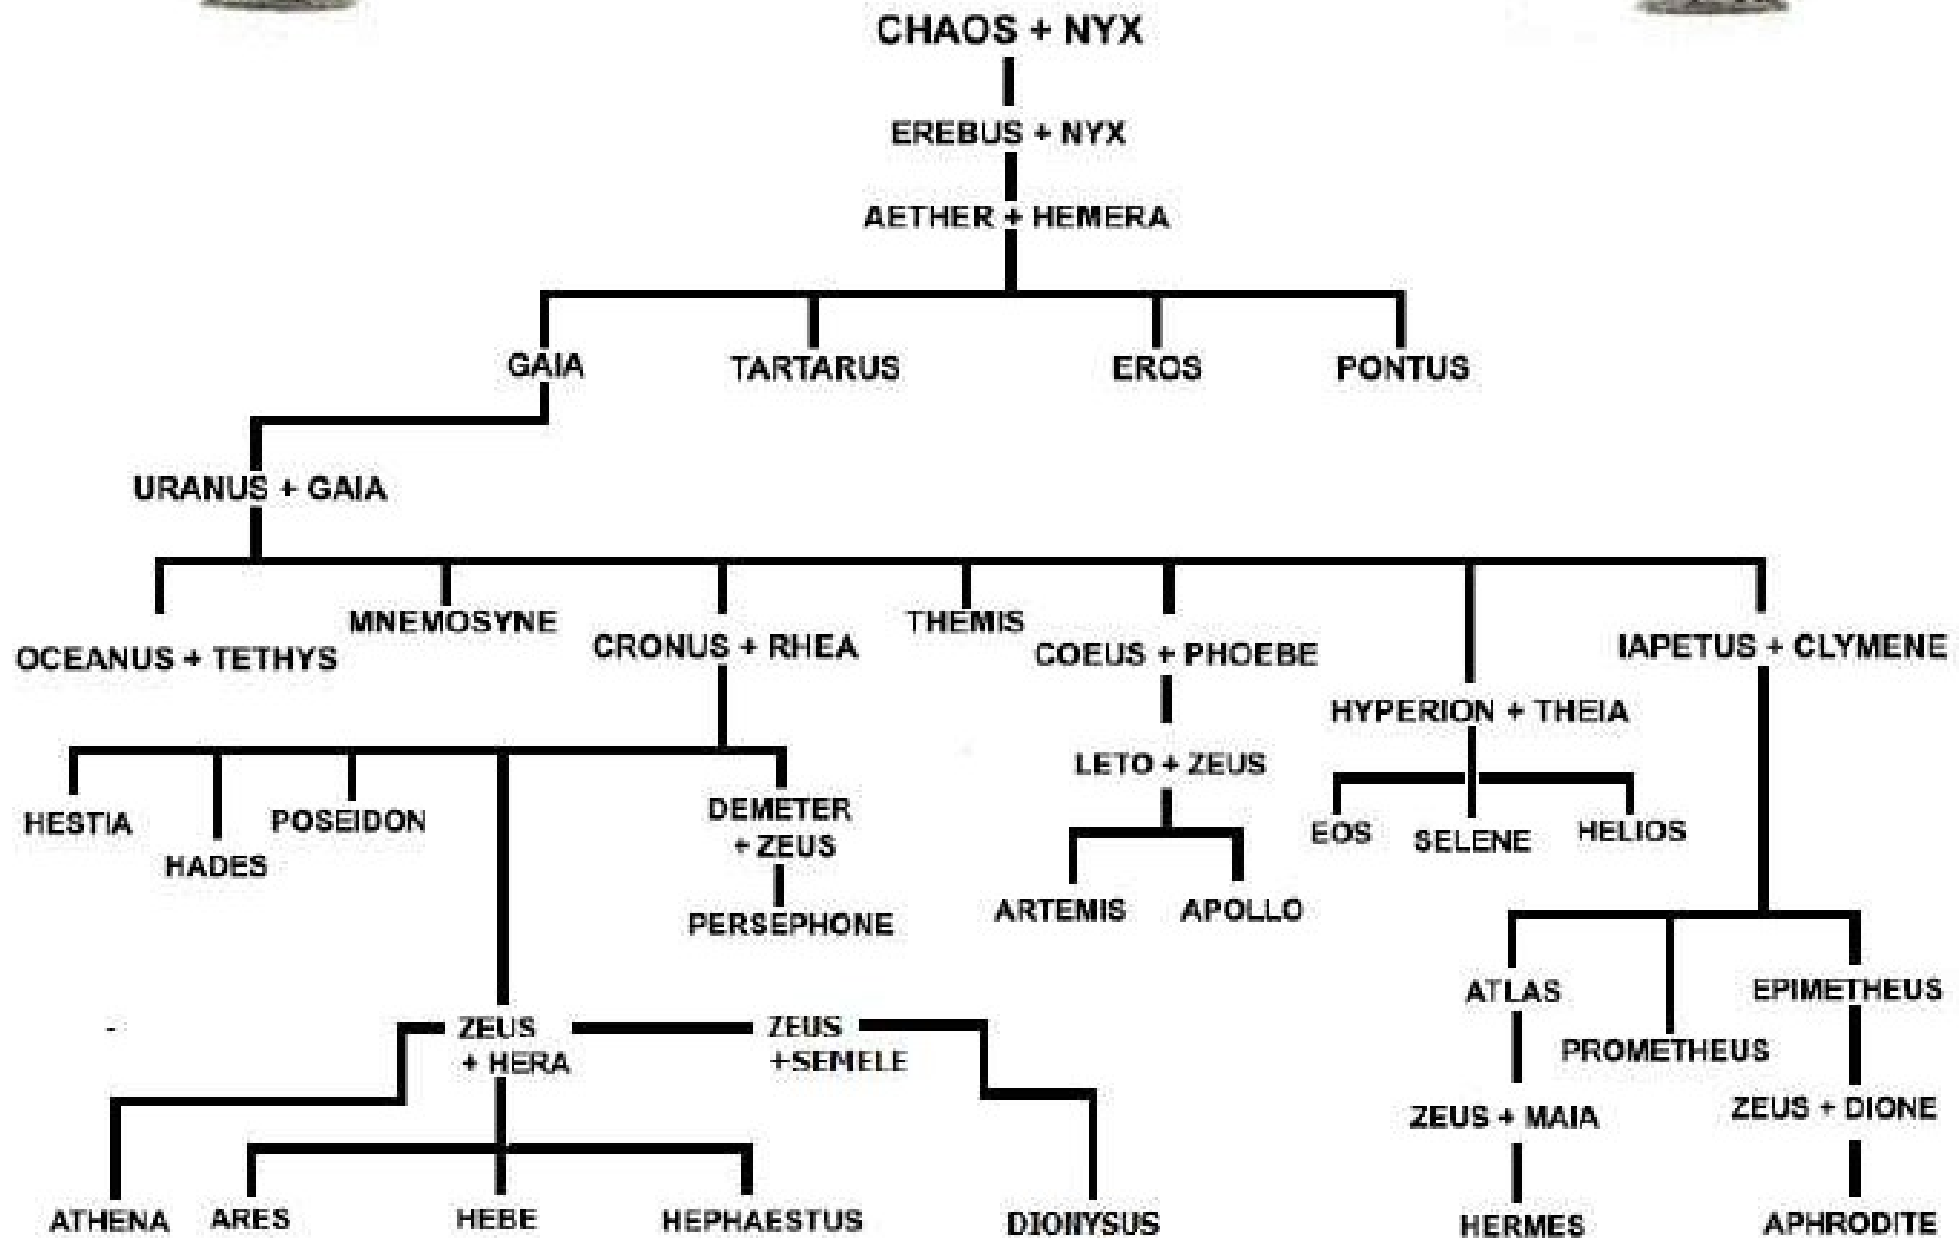 CHAOS + NYX
EREBUS + NYX
AETHER + HEMERA
GAIA
TARTARUS
EROS
PONTUS
URANUS + GAIA
OCEANUS + TETHYS
MNEMOSYNE
CRONUS + RHEA
THEMIS
COEUS + PHOEBE
HYPERION + THEIA
IAPETUS + CLYMENE
HESTIA
HADES
POSEIDON
DEMETER
+ ZEUS
PERSEPHONE
LETO + ZEUS
ARTEMIS
APOLLO
EOS
SELENE
HELIOS
ATLAS
PROMETHEUS
EPIMETHEUS
ZEUS
+ HERA
ZEUS
+SEMELE
ZEUS + MAIA
ZEUS + DIONE
ATHENA
ARES
HEBE
HEPHAESTUS
DIONYSUS
HERMES
APHRODITE